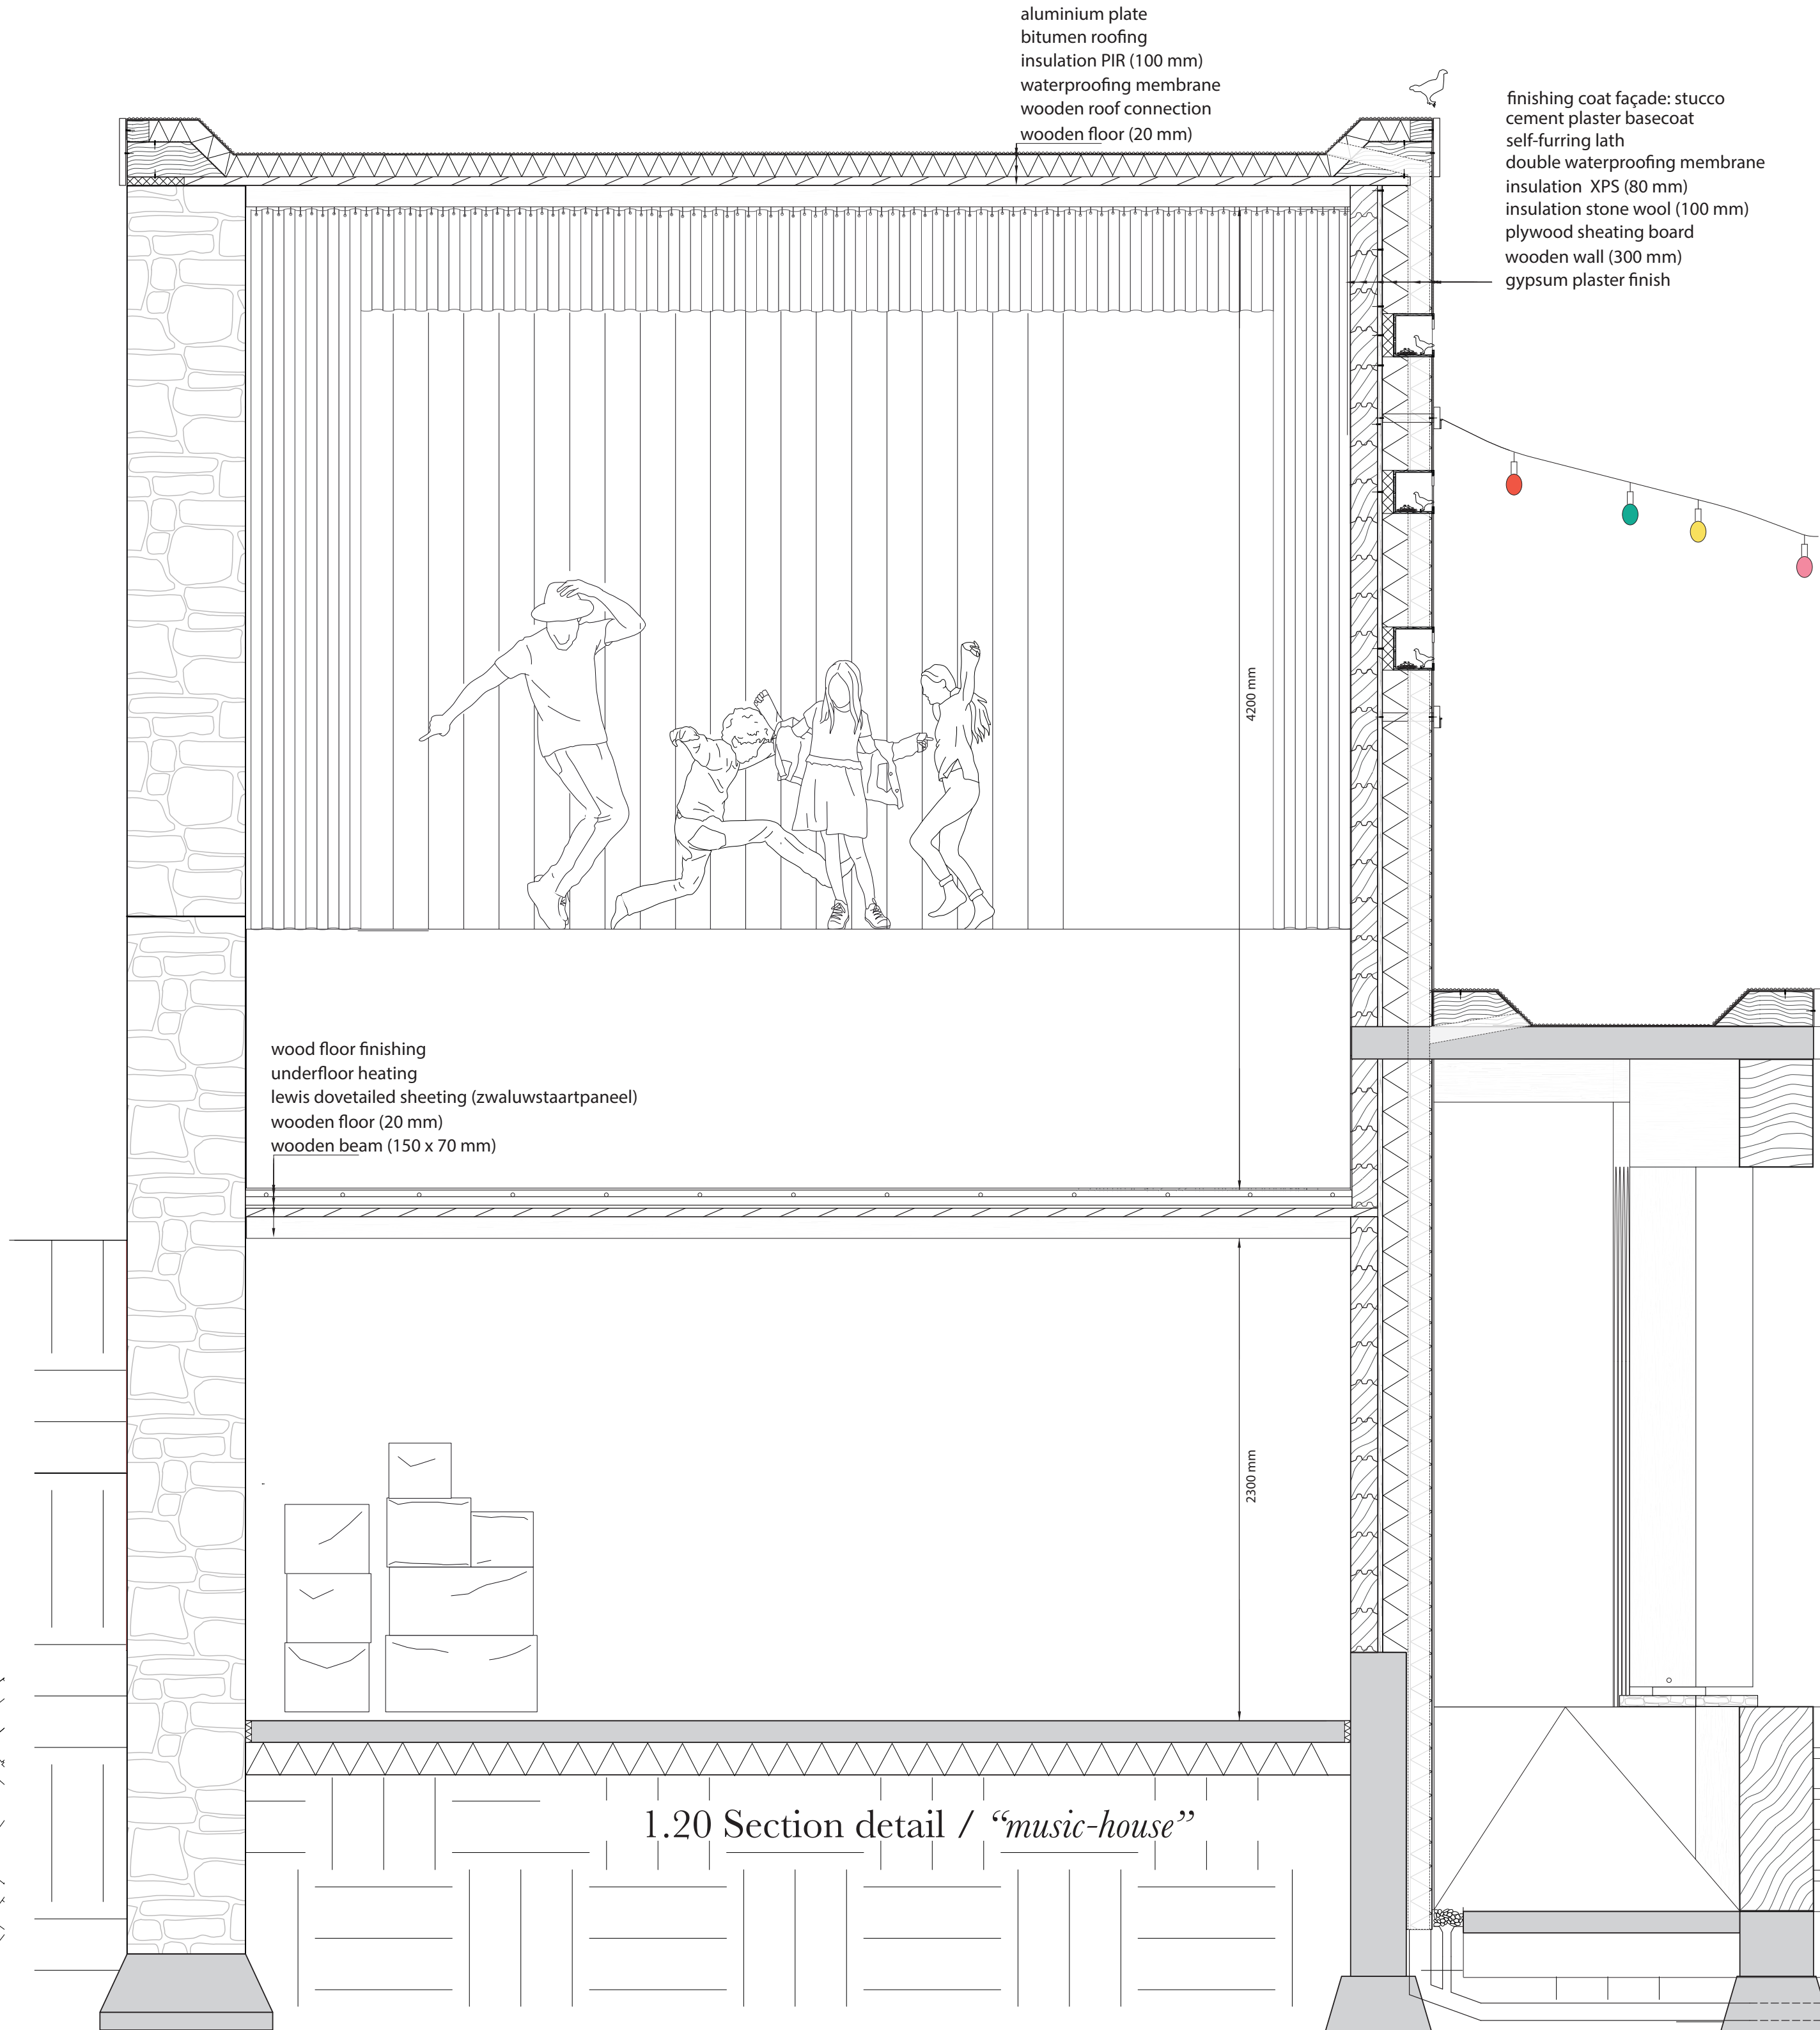 aluminium plate
bitumen roofing
insulation PIR (100 mm)
waterproofing membrane
wooden roof connection
wooden floor (20 mm)
finishing coat façade: stucco
cement plaster basecoat
self-furring lath
double waterproofing membrane
insulation XPS (80 mm)
insulation stone wool (100 mm)
plywood sheating board
wooden wall (300 mm)
gypsum plaster finish
4200 mm
wood floor finishing
underfloor heating
lewis dovetailed sheeting (zwaluwstaartpaneel)
wooden floor (20 mm)
wooden beam (150 x 70 mm)
2300 mm
1.20 Section detail / “music-house”